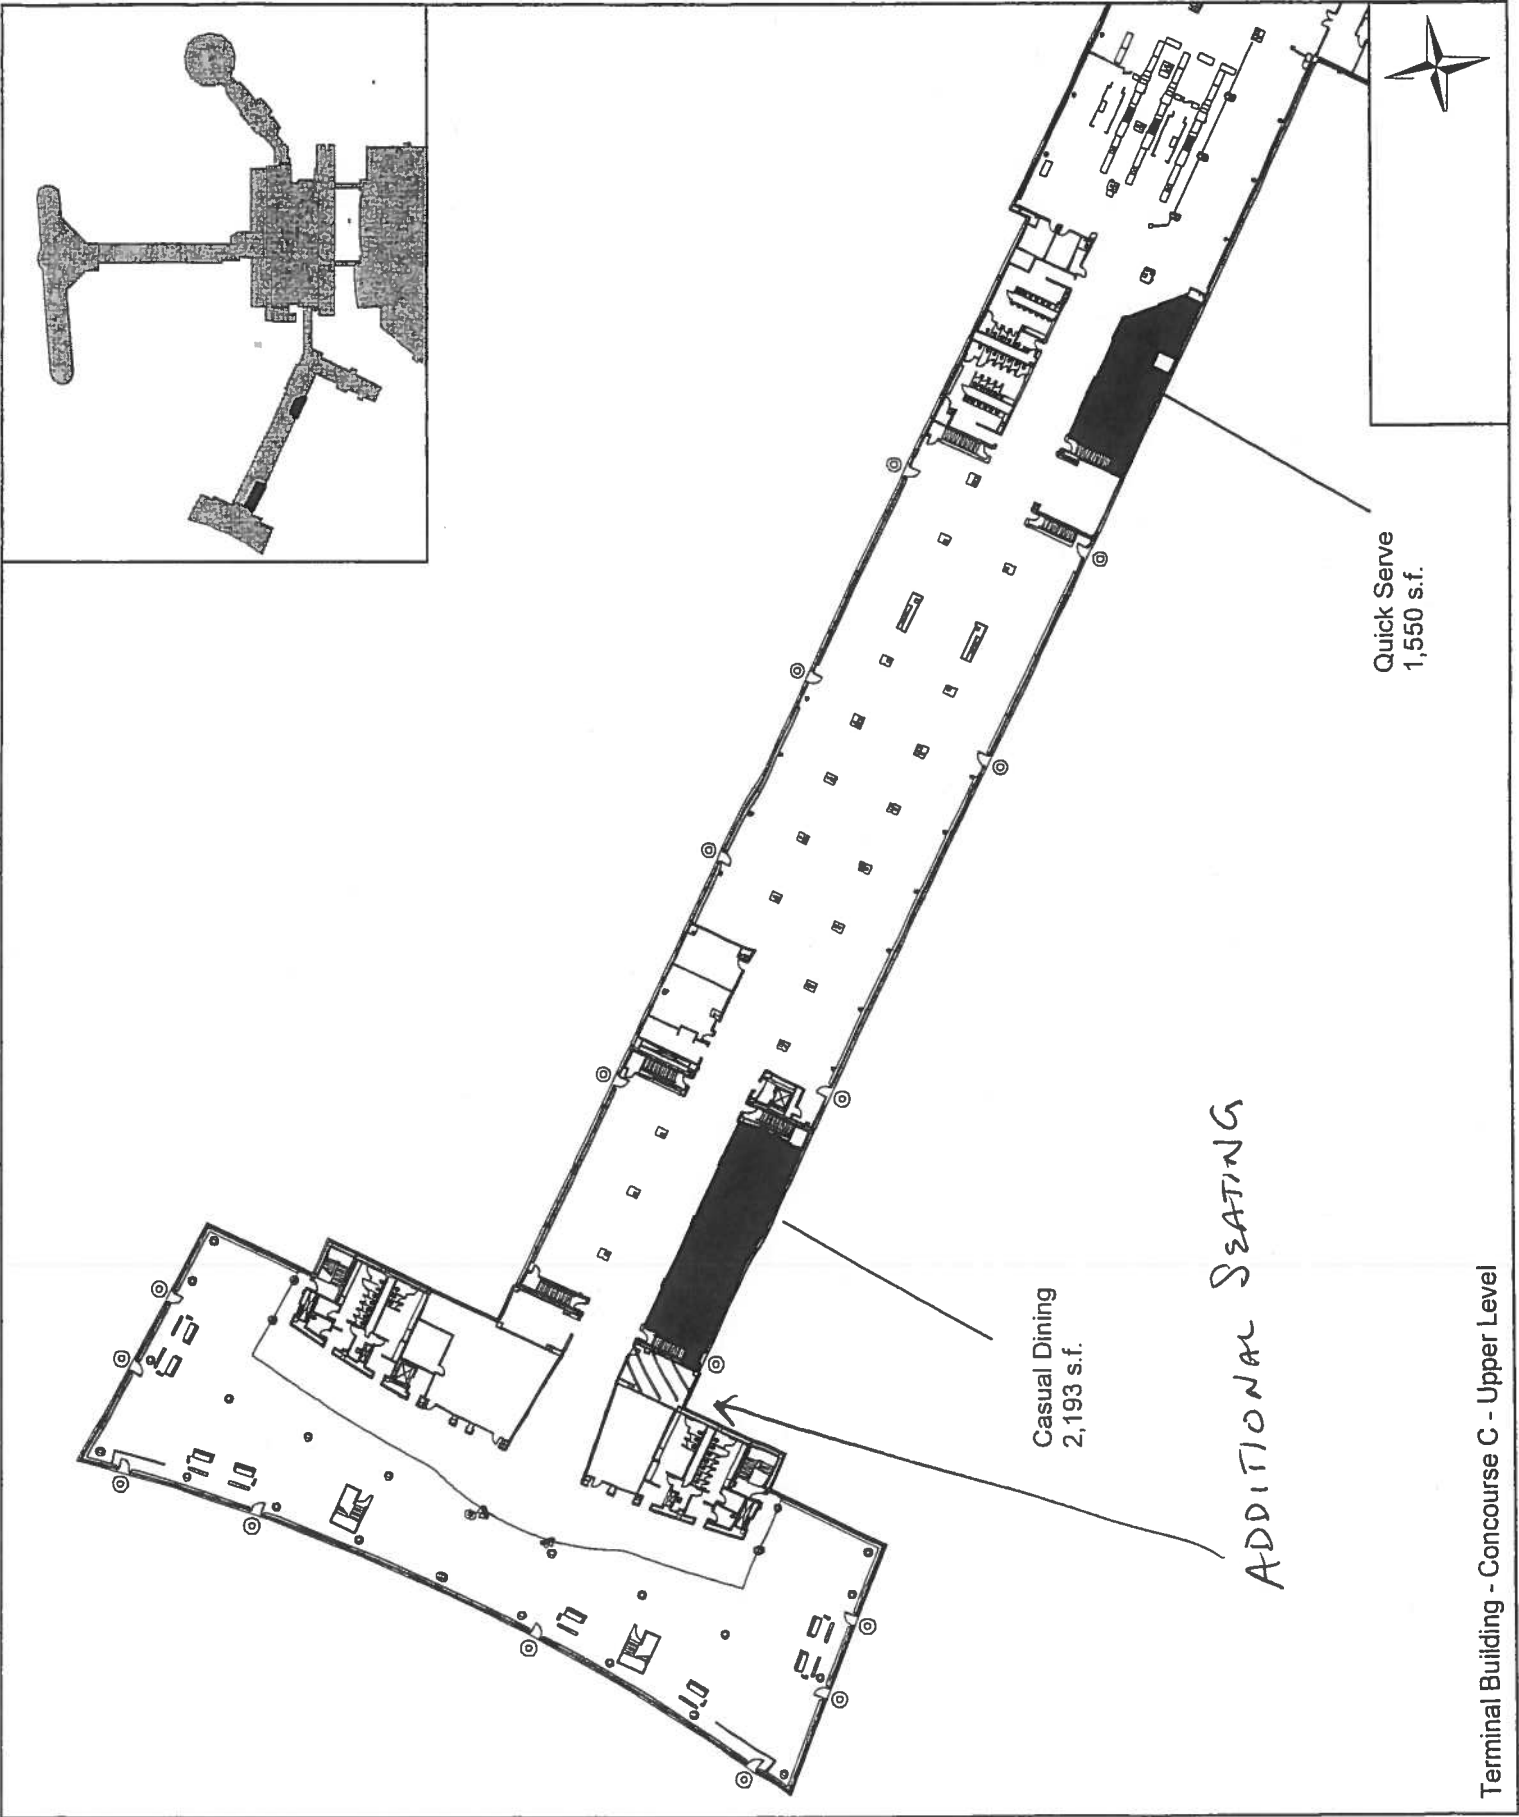 Quick Serve
1,550 s.f.
Casual Dining
2,193 s.f.
ADDITIONAL SEATING
Terminal Building - Concourse C - Upper Level